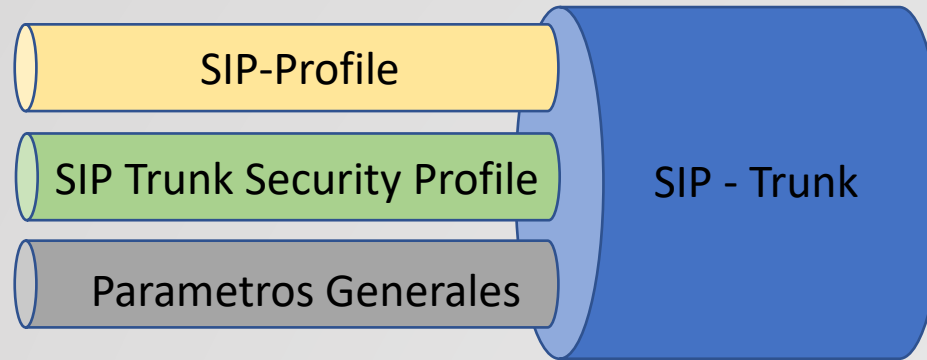 SIP-Profile
SIP Trunk Security Profile
SIP - Trunk
Parametros Generales